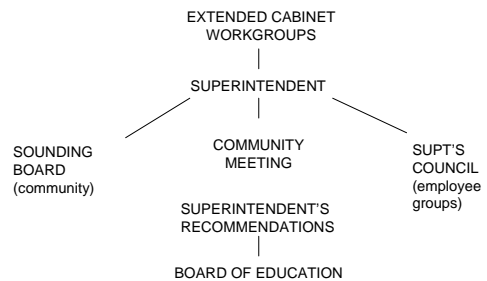 EXTENDED CABINET
WORKGROUPS
SUPERINTENDENT
SOUNDING
BOARD
(community)
COMMUNITY
MEETING
SUPT'S
COUNCIL
(employee
groups)
SUPERINTENDENT'S
RECOMMENDATIONS
BOARD OF EDUCATION